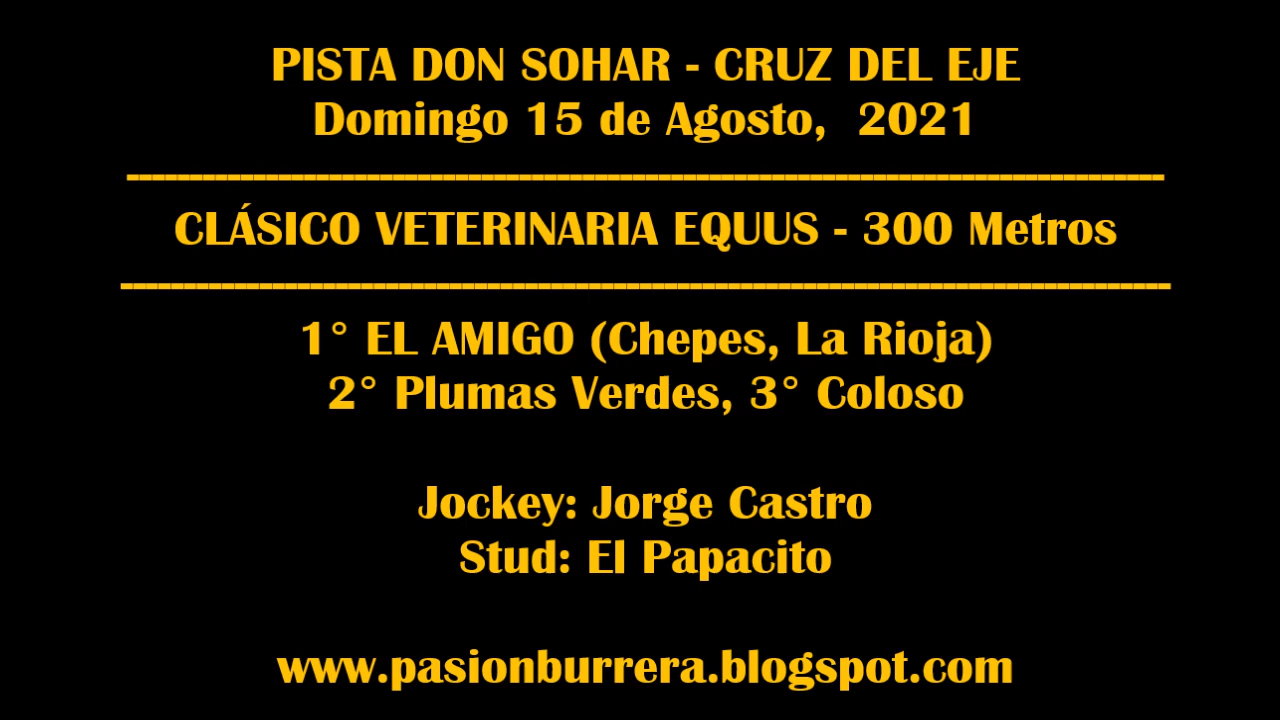 PISTA DON SOHAR - CRUZ DEL EJE
Domingo 15 de Agosto,  2021
CLÁSICO VETERINARIA EQUUS - 300 Metros
1° EL AMIGO (Chepes, La Rioja)
2° Plumas Verdes, 3° Coloso
Jockey: Jorge Castro
Stud: El Papacito
www.pasionburrera.blogspot.com